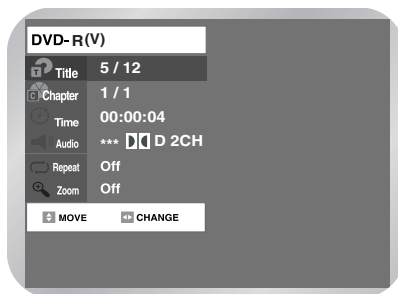 DVD-R(V)
Title 5 / 12
Chapter 1 / 1
Time 00:00:04
Audio *** D 2CH
Repeat Off
Zoom Off
MOVE CHANGE